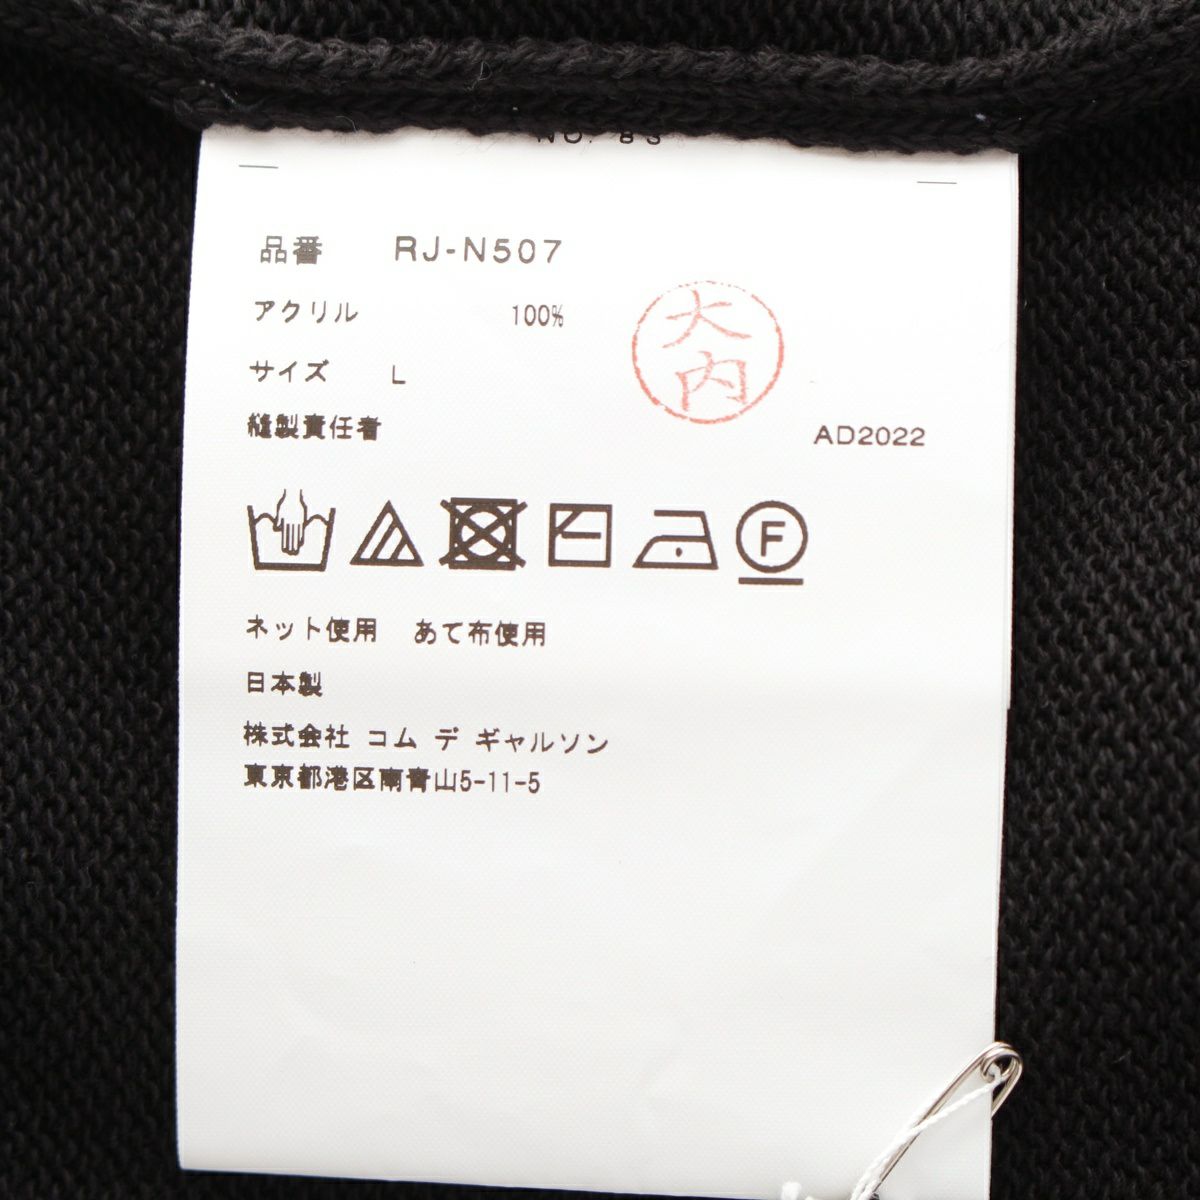 NO. 83
品番 RJ-N507
アクリル 100%
大内
サイズ L
縫製責任者
AD2022
F
ネット使用 あて布使用
日本製
株式会社 コム デ ギャルソン
東京都港区南青山5-11-5